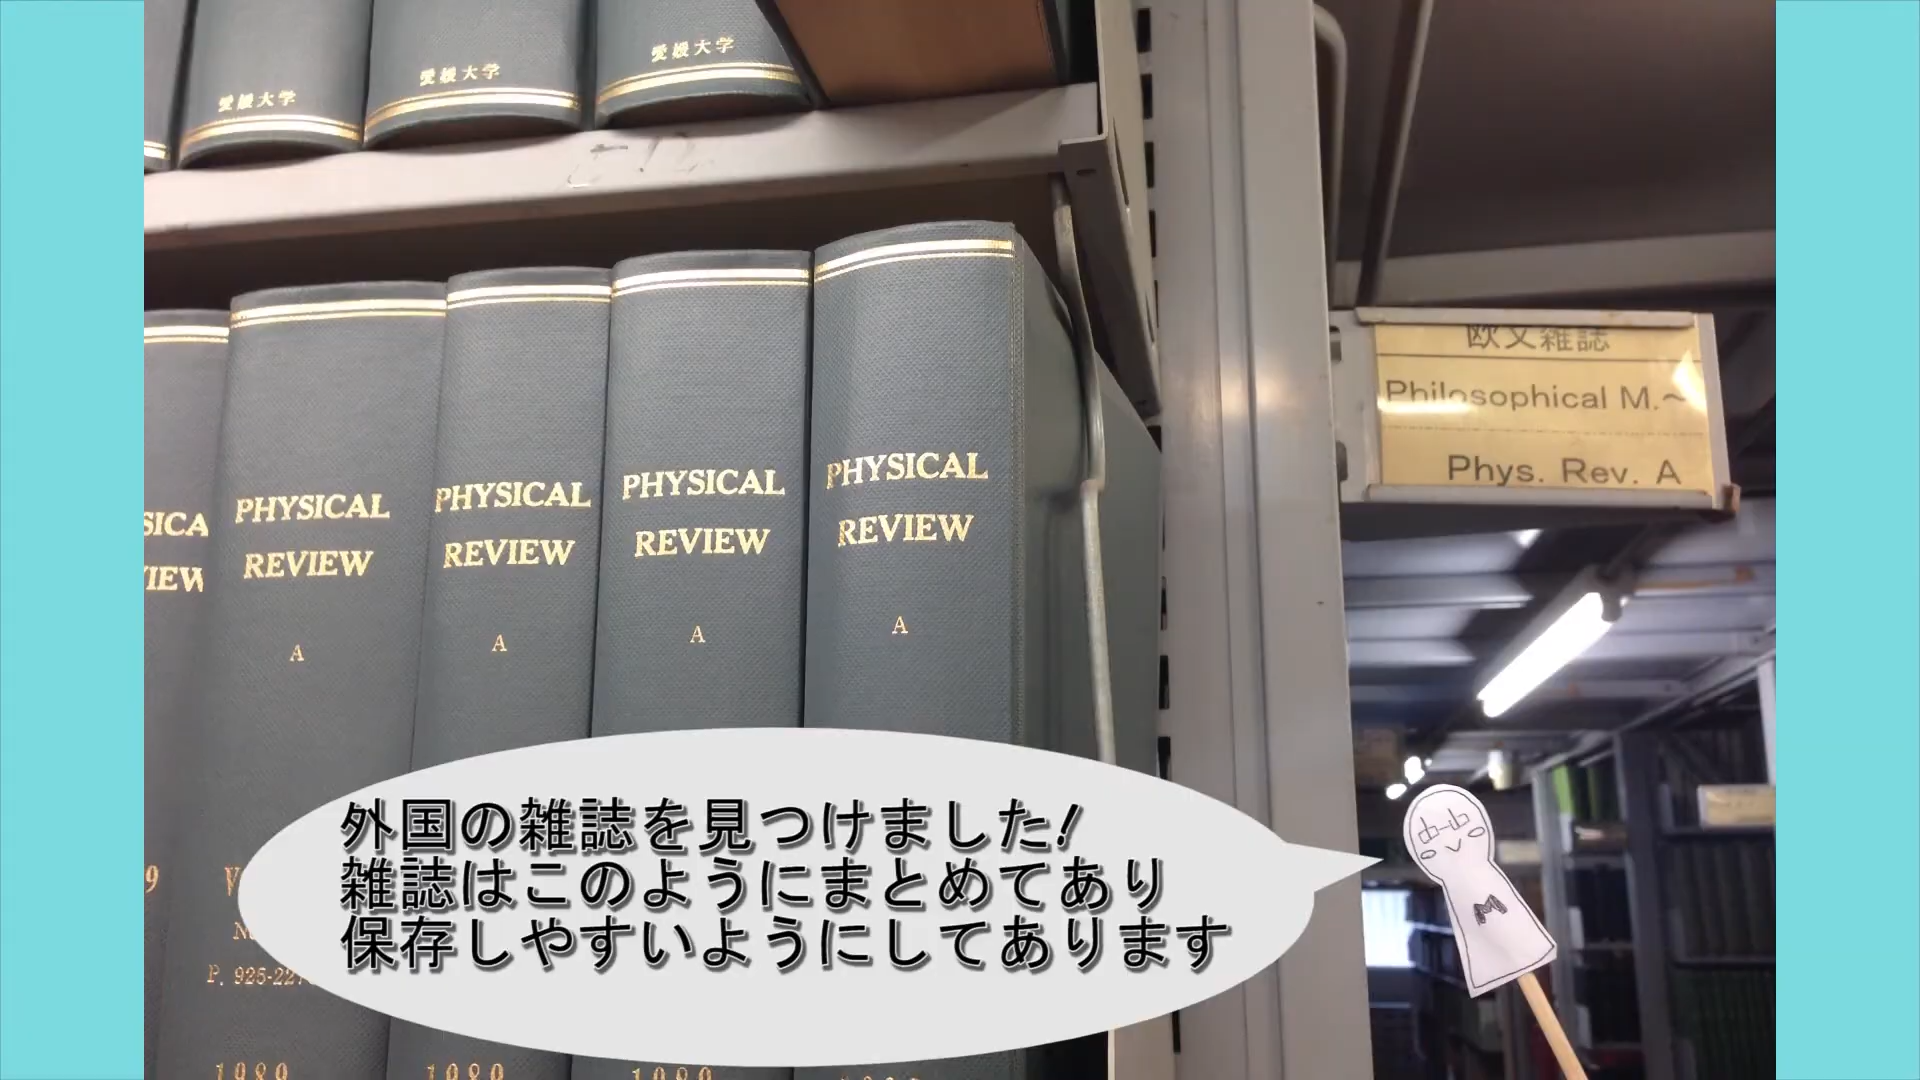 愛媛大学
愛媛大学
愛媛大学
欧文雑誌
Philosophical M.~
Phys. Rev. A
PHYSICAL
REVIEW
A
PHYSICAL
REVIEW
A
PHYSICAL
REVIEW
A
PHYSICAL
REVIEW
A
外国の雑誌を見つけました!
雑誌はこのようにまとめてあり
保存しやすいようにしてあります
M
1989
1989
1989